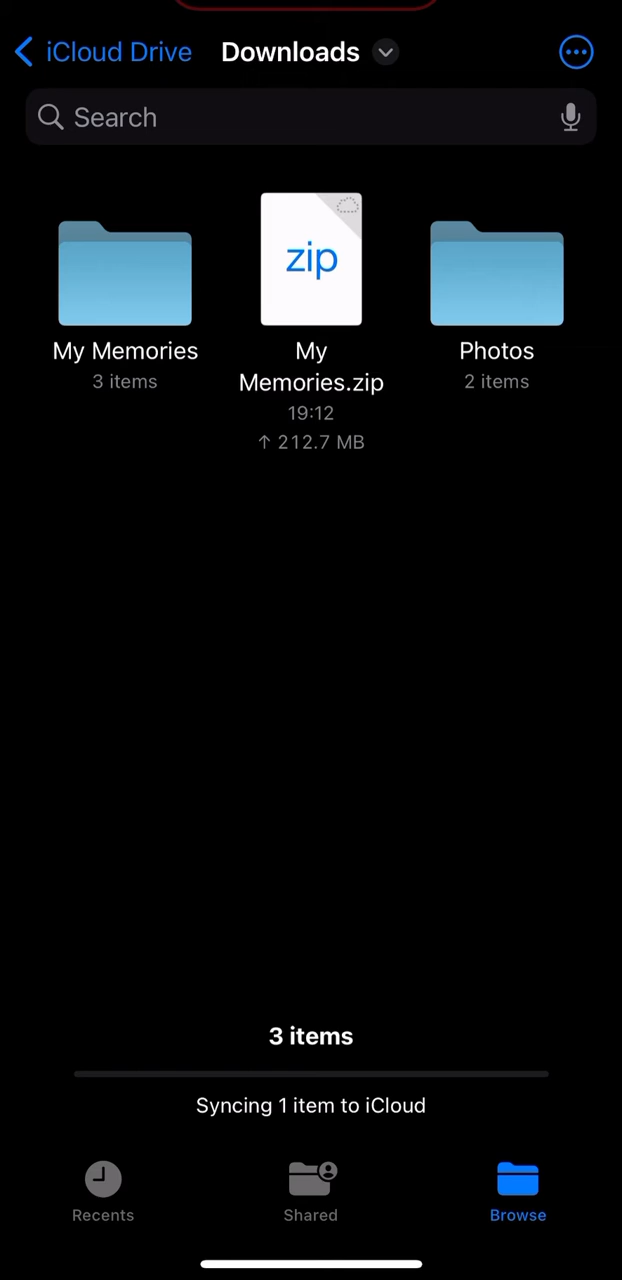 iCloud Drive
Downloads
Search
zip
My Memories
3 items
My
Memories.zip
19:12
↑ 212.7 MB
Photos
2 items
3 items
Syncing 1 item to iCloud
Recents
Shared
Browse